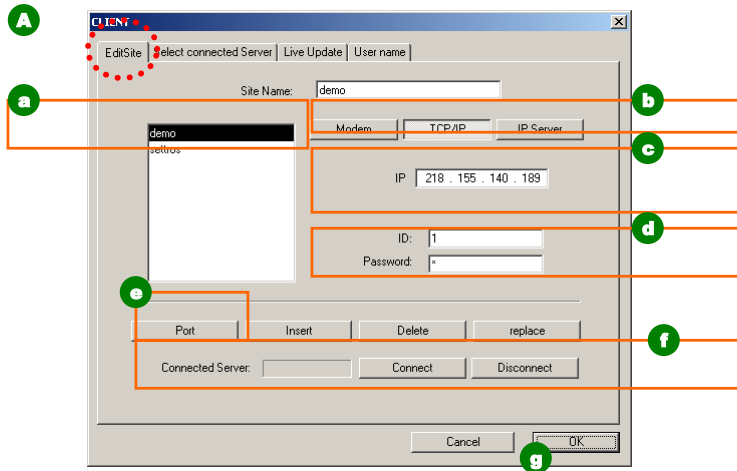 A
CLIENT
EditSite Select connected Server Live Update User name
Site Name: demo
a
b
demo
Modem TCP/IP IP Server
c
IP 218 . 155 . 140 . 189
d
ID: 1
Password: *
e
Port Insert Delete replace
f
Connected Server: Connect Disconnect
Cancel OK
g